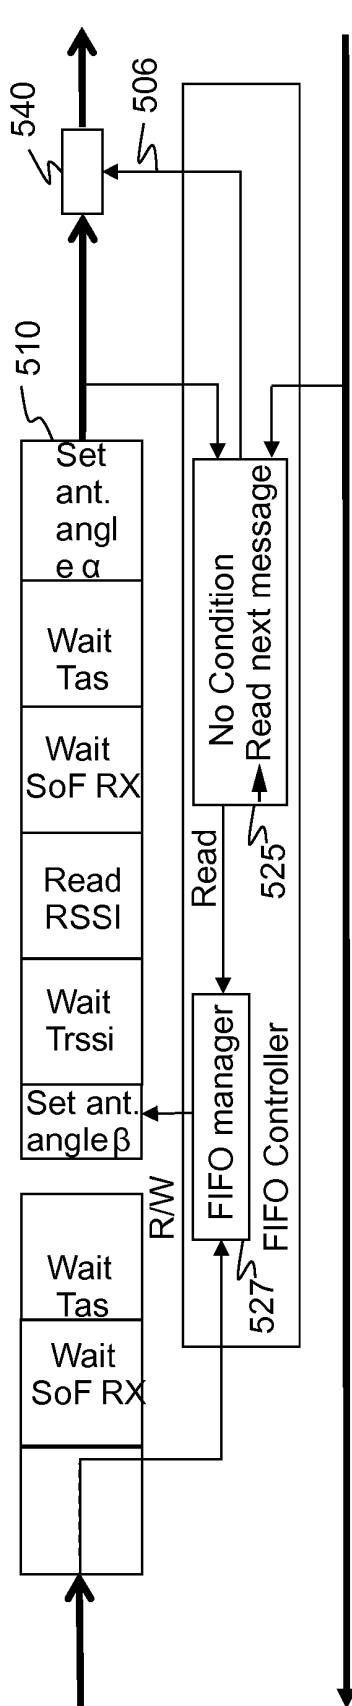 540
506
510
Set
ant.
angl
e α
Wait
Tas
Wait
SoF RX
Read
RSSI
Wait
Trssi
Set ant.
angle β
No Condition
Read next message
525
Read
FIFO manager
FIFO Controller
527
R/W
Wait
Tas
Wait
SoF RX